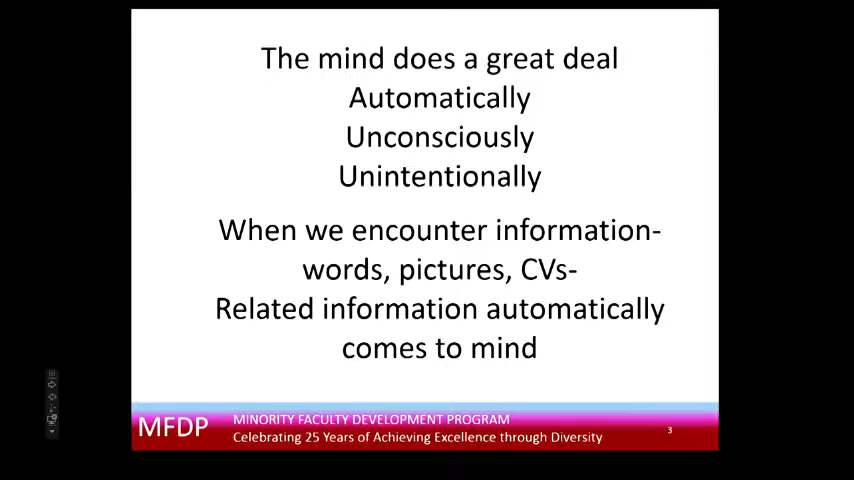 The mind does a great deal
Automatically
Unconsciously
Unintentionally
When we encounter information-
words, pictures, CVs-
Related information automatically
comes to mind
MFDP
MINORITY FACULTY DEVELOPMENT PROGRAM
Celebrating 25 Years of Achieving Excellence through Diversity
3